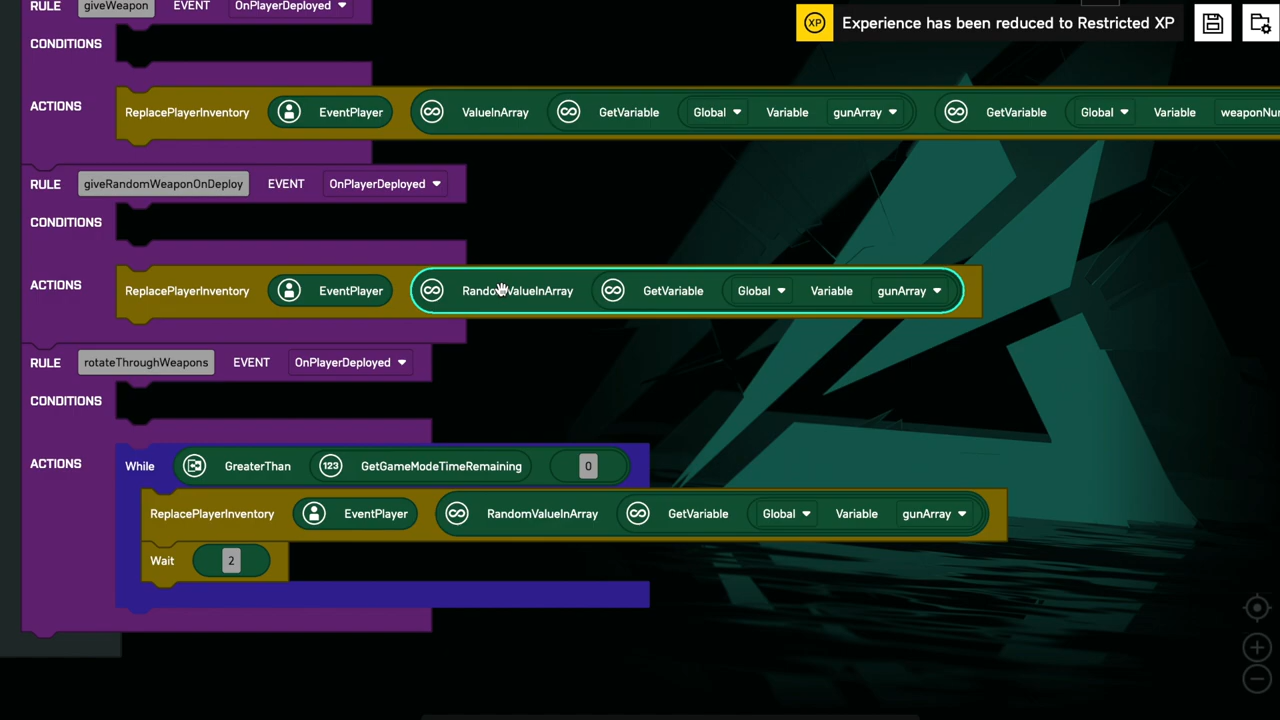 RULE giveWeapon EVENT OnPlayerDeployed
Experience has been reduced to Restricted XP
CONDITIONS
ACTIONS ReplacePlayerInventory EventPlayer ValueInArray GetVariable Global Variable gunArray GetVariable Global Variable weaponNu
RULE giveRandomWeaponOnDeploy EVENT OnPlayerDeployed
CONDITIONS
ACTIONS ReplacePlayerInventory EventPlayer RandomValueInArray GetVariable Global Variable gunArray
RULE rotateThroughWeapons EVENT OnPlayerDeployed
CONDITIONS
ACTIONS While GreaterThan 123 GetGameModeTimeRemaining 0
ReplacePlayerInventory EventPlayer RandomValueInArray GetVariable Global Variable gunArray
Wait 2